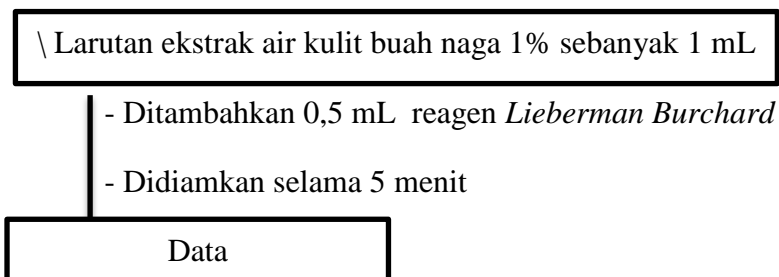 \ Larutan ekstrak air kulit buah naga 1% sebanyak 1 mL
- Ditambahkan 0,5 mL reagen Lieberman Burchard
- Didiamkan selama 5 menit
Data